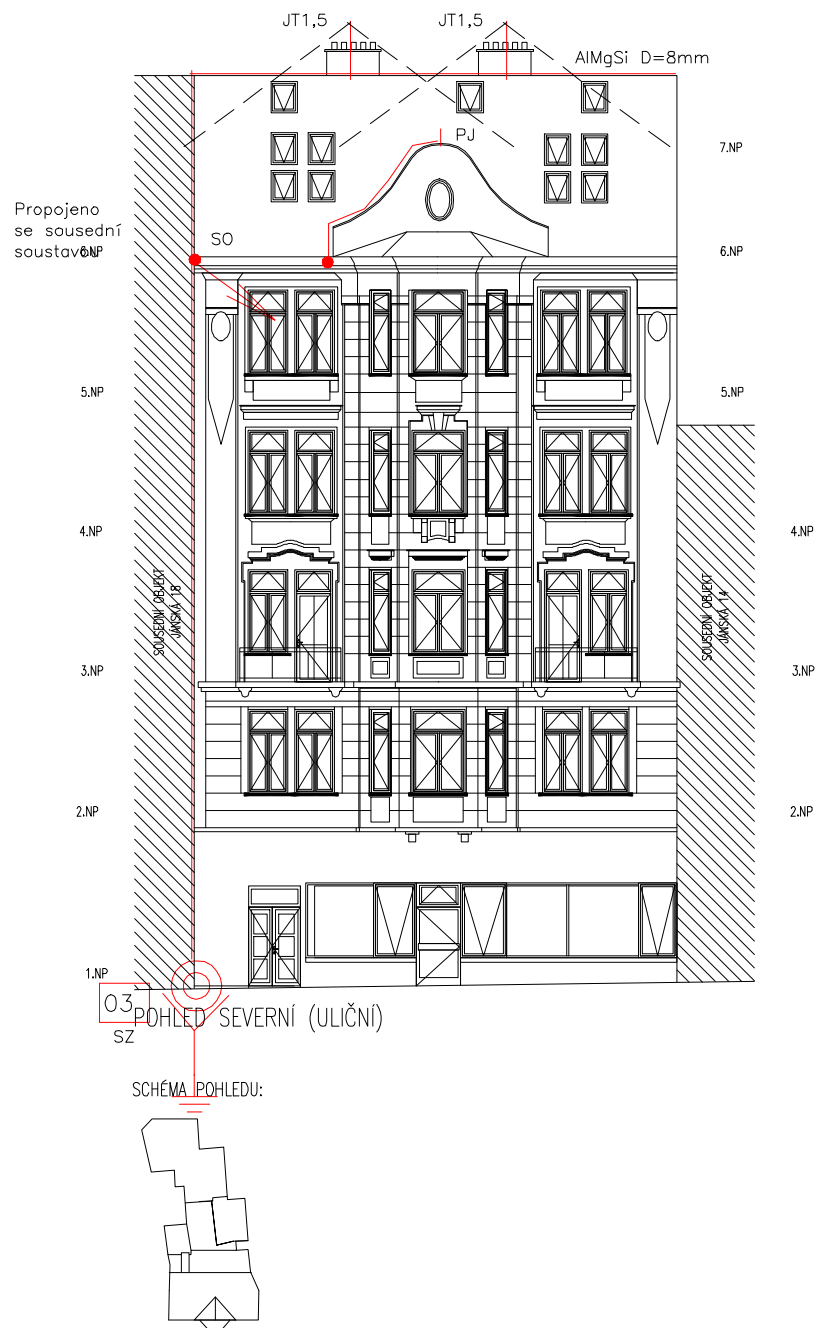 JT1,5
JT1,5
AlMgSi D=8mm
PJ
7.NP
Propojeno
se sousední
soustavou
SO
6.NP
6.NP
5.NP
5.NP
4.NP
4.NP
SOUSEDNÍ OBJEKT
JÁNSKÁ 18
SOUSEDNÍ OBJEKT
JÁNSKÁ 14
3.NP
3.NP
2.NP
2.NP
1.NP
03
SZ
POHLED SEVERNÍ (ULIČNÍ)
SCHÉMA POHLEDU: